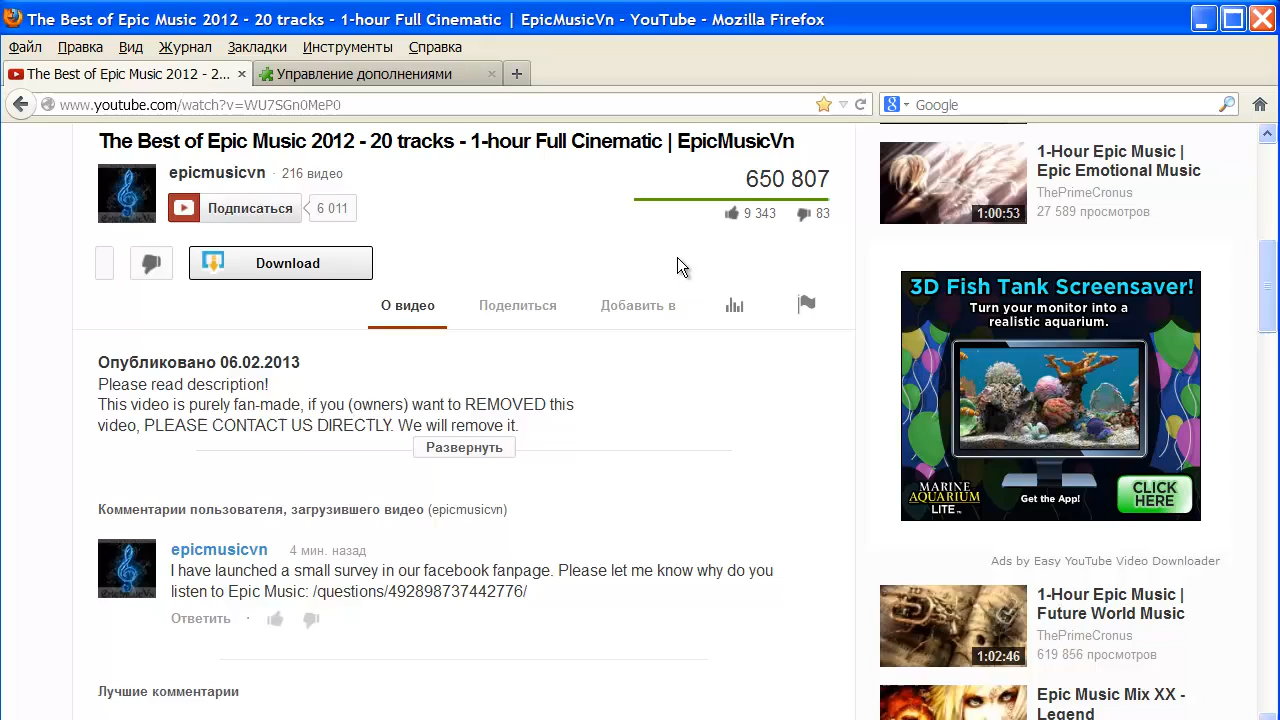 The Best of Epic Music 2012 - 20 tracks - 1-hour Full Cinematic | EpicMusicVn - YouTube - Mozilla Firefox
Файл Правка Вид Журнал Закладки Инструменты Справка
The Best of Epic Music 2012 - 2... × Управление дополнениями × +
www.youtube.com/watch?v=WU7SGn0MeP0
Google
The Best of Epic Music 2012 - 20 tracks - 1-hour Full Cinematic | EpicMusicVn
epicmusicvn · 216 видео
Подписаться 6 011
650 807
9 343 83
Download
О видео Поделиться Добавить в
Опубликовано 06.02.2013
Please read description!
This video is purely fan-made, if you (owners) want to REMOVED this
video, PLEASE CONTACT US DIRECTLY. We will remove it.
Развернуть
Комментарии пользователя, загрузившего видео (epicmusicvn)
epicmusicvn 4 мин. назад
I have launched a small survey in our facebook fanpage. Please let me know why do you
listen to Epic Music: /questions/492898737442776/
Ответить ·
Лучшие комментарии
1-Hour Epic Music |
Epic Emotional Music
ThePrimeCronus
27 589 просмотров
1:00:53
3D Fish Tank Screensaver!
Turn your monitor into a
realistic aquarium.
MARINE
AQUARIUM
LITE™
Get the App!
CLICK
HERE
Ads by Easy YouTube Video Downloader
1-Hour Epic Music |
Future World Music
ThePrimeCronus
619 856 просмотров
1:02:46
Epic Music Mix XX -
Legend